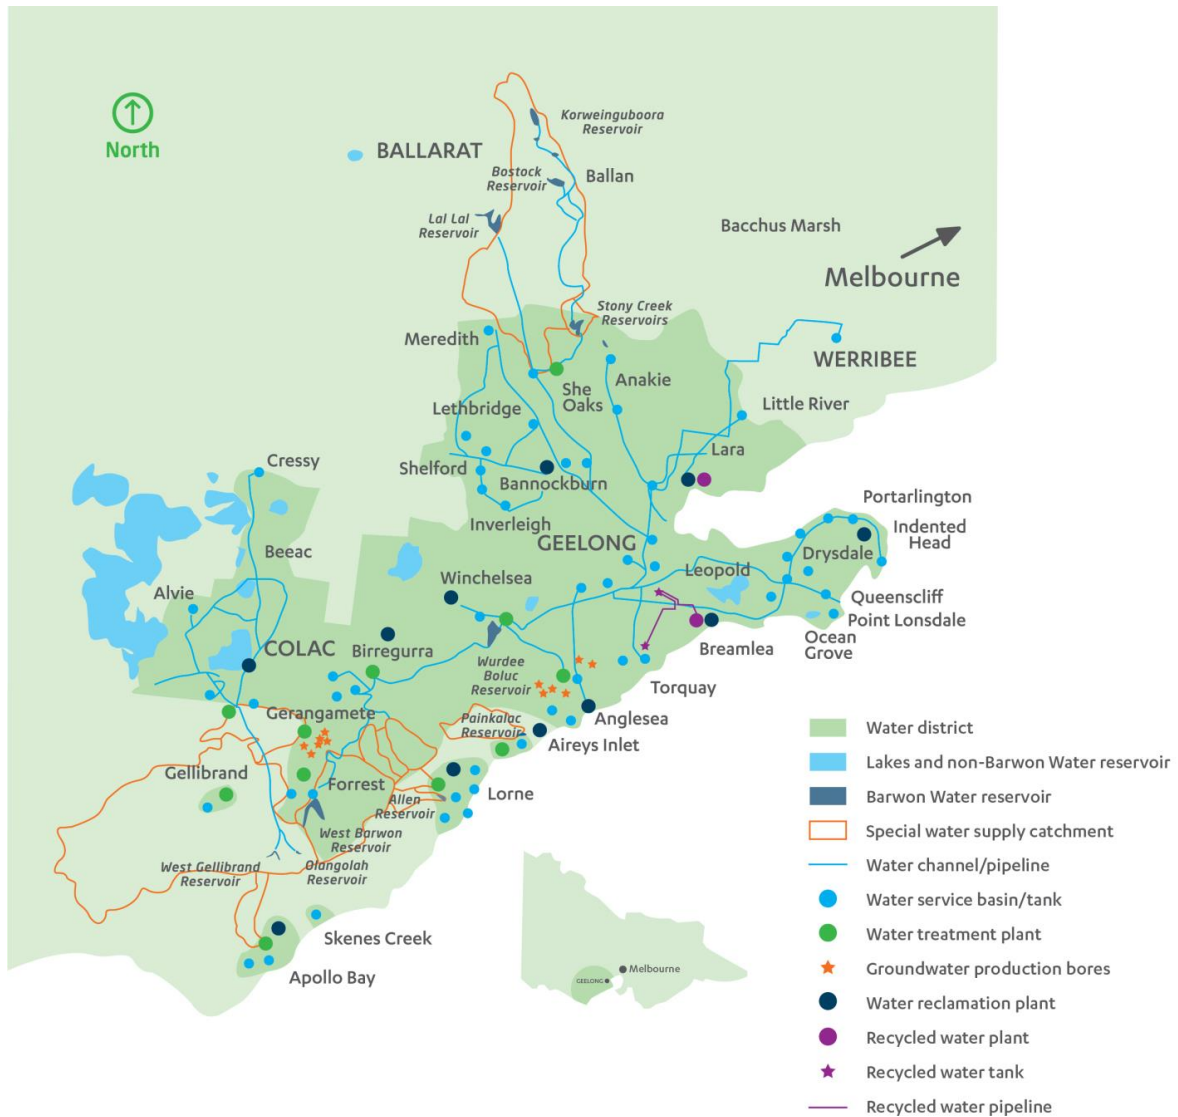 North
BALLARAT
Korweinguboora
Reservoir
Bostock
Reservoir
Ballan
Lal Lal
Reservoir
Bacchus Marsh
Melbourne
Stony Creek
Reservoirs
Meredith
WERRIBEE
She
Oaks
Anakie
Lethbridge
Little River
Lara
Cressy
Shelford
Bannockburn
Portarlington
Inverleigh
Indented
Head
GEELONG
Beeac
Drysdale
Leopold
Winchelsea
Alvie
Queenscliff
Point Lonsdale
Ocean
Grove
COLAC
Birregurra
Breamlea
Wurdee
Boluc
Reservoir
Torquay
Gerangamete
Painkalac
Reservoir
Anglesea
Aireys Inlet
Gellibrand
Forrest
Allen
Reservoir
Lorne
West Barwon
Reservoir
West Gellibrand
Reservoir
Olangolah
Reservoir
Skenes Creek
Apollo Bay
Melbourne
GEELONG
Water district
Lakes and non-Barwon Water reservoir
Barwon Water reservoir
Special water supply catchment
Water channel/pipeline
Water service basin/tank
Water treatment plant
Groundwater production bores
Water reclamation plant
Recycled water plant
Recycled water tank
Recycled water pipeline